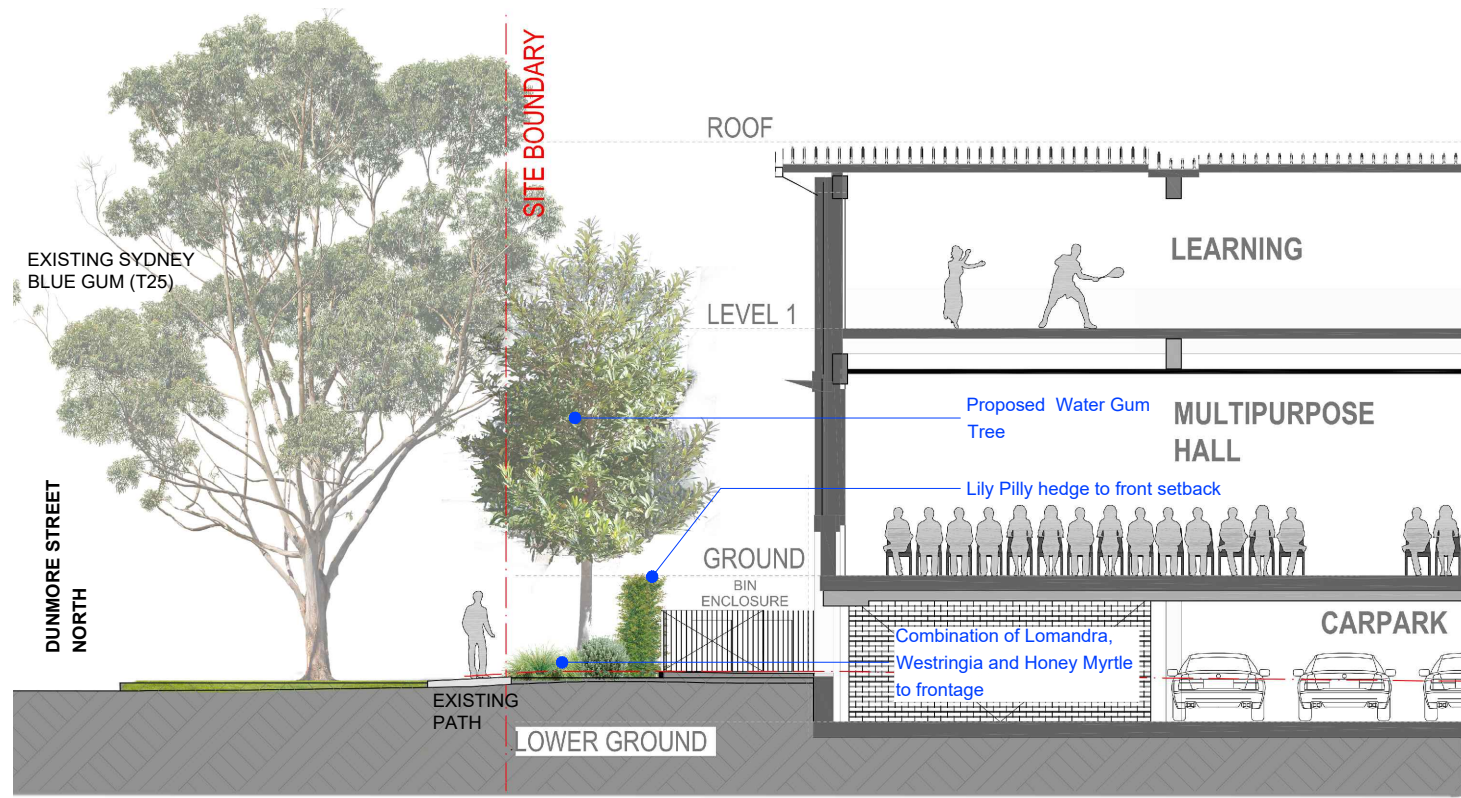 ROOF
SITE BOUNDARY
LEARNING
EXISTING SYDNEY
BLUE GUM (T25)
LEVEL 1
Proposed  Water Gum
Tree
MULTIPURPOSE
HALL
Lily Pilly hedge to front setback
DUNMORE STREET
NORTH
GROUND
BIN
ENCLOSURE
CARPARK
Combination of Lomandra,
Westringia and Honey Myrtle
to frontage
EXISTING
PATH
LOWER GROUND